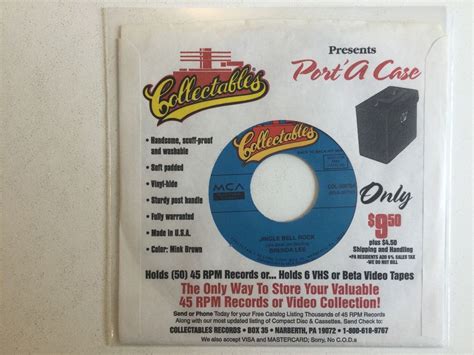 Presents
Port'A Case
Collectables
• Handsome, scuff-proof
and washable
• Soft padded
• Vinyl-hide
• Sturdy post handle
• Fully warranted
• Made in U.S.A.
• Color: Mink Brown
Collectables
MCA
JINGLE BELL ROCK
BRENDA LEE
Only
$9.50
plus $4.50
Shipping and Handling
•PA RESIDENTS ADD 6% SALES TAX
-WE DO NOT BILL
Holds (50) 45 RPM Records or... Holds 6 VHS or Beta Video Tapes
The Only Way To Store Your Valuable
45 RPM Records or Video Collection!
Send or Phone Today for your Free Catalog Listing Thousands of 45 RPM Records
Along with our most updated listing of Compact Disc & Cassettes. Send Check to:
COLLECTABLES RECORDS • BOX 35 • NARBERTH, PA 19072 • 1-800-618-9767
We also accept VISA and MASTERCARD; Sorry, No C.O.D.s